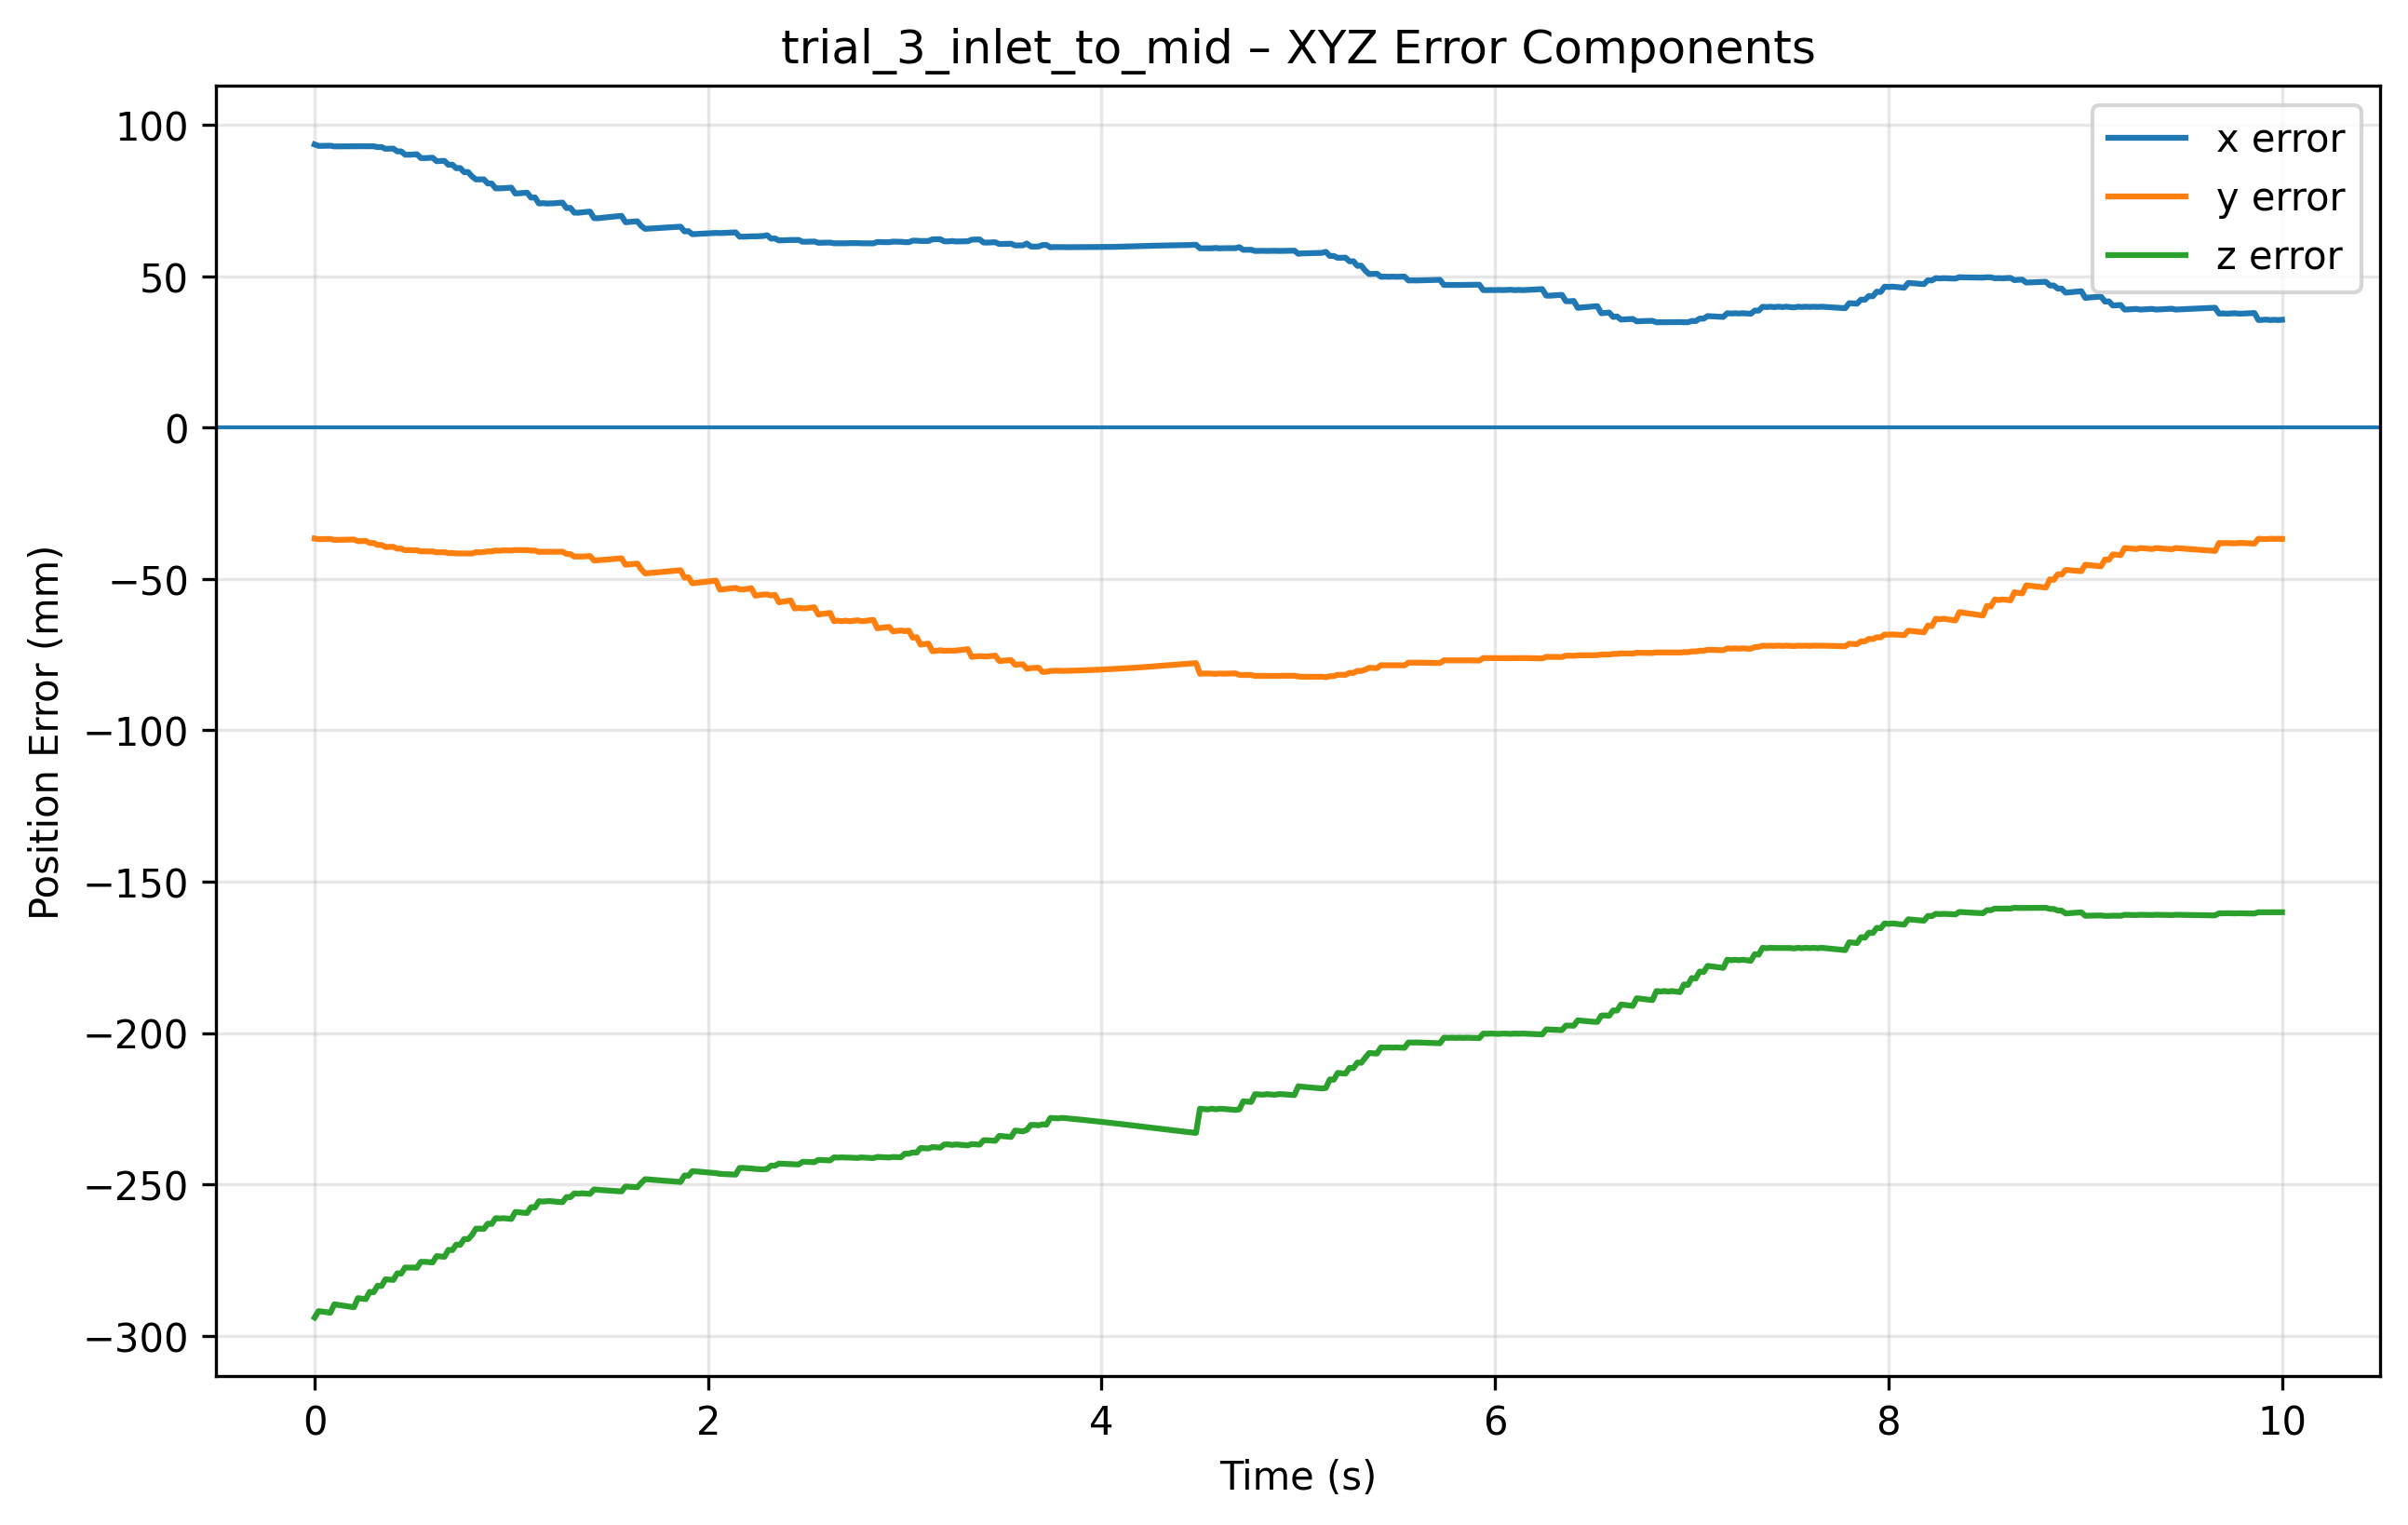 trial_3_inlet_to_mid – XYZ Error Components
x error
y error
z error
Position Error (mm)
100
50
0
−50
−100
−150
−200
−250
−300
0 2 4 6 8 10
Time (s)